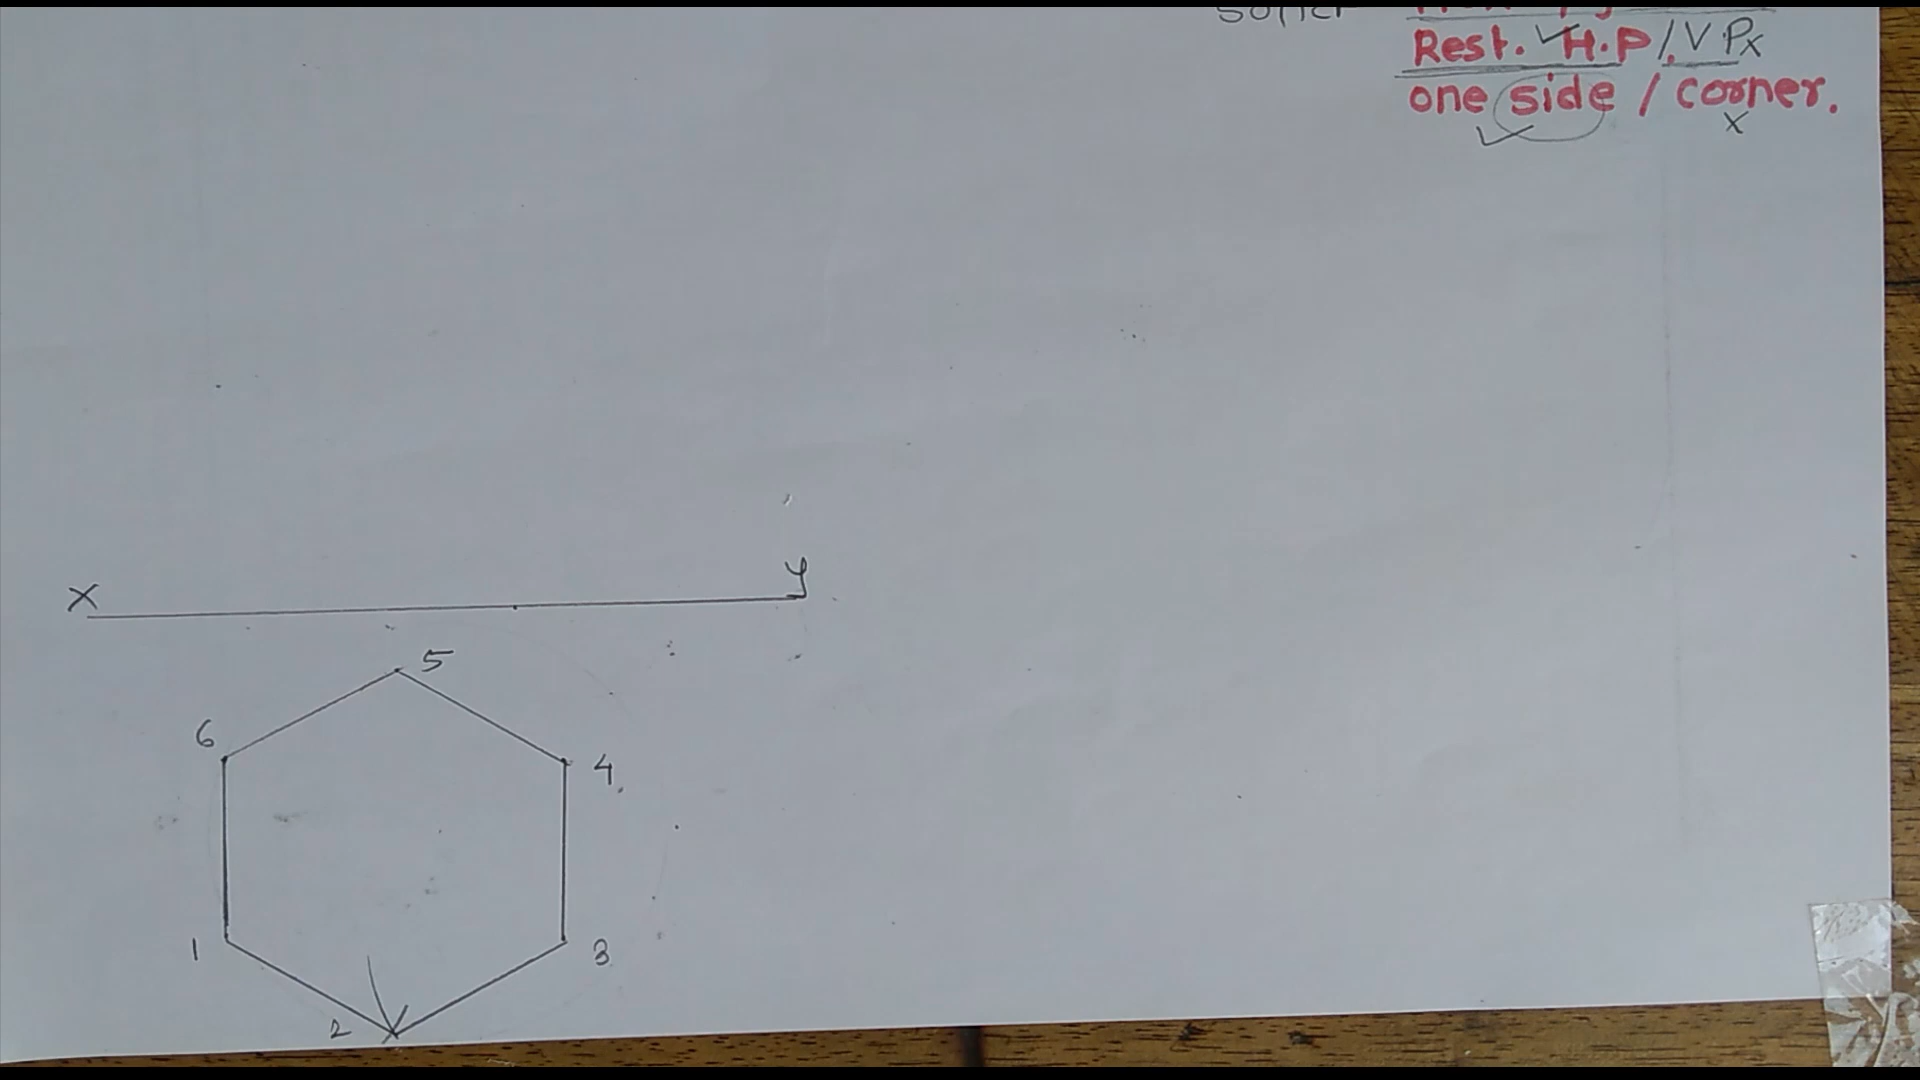 Rest. H.P/.V.P x
one side / corner.
x
X
y
5
6
4.
1
3
2